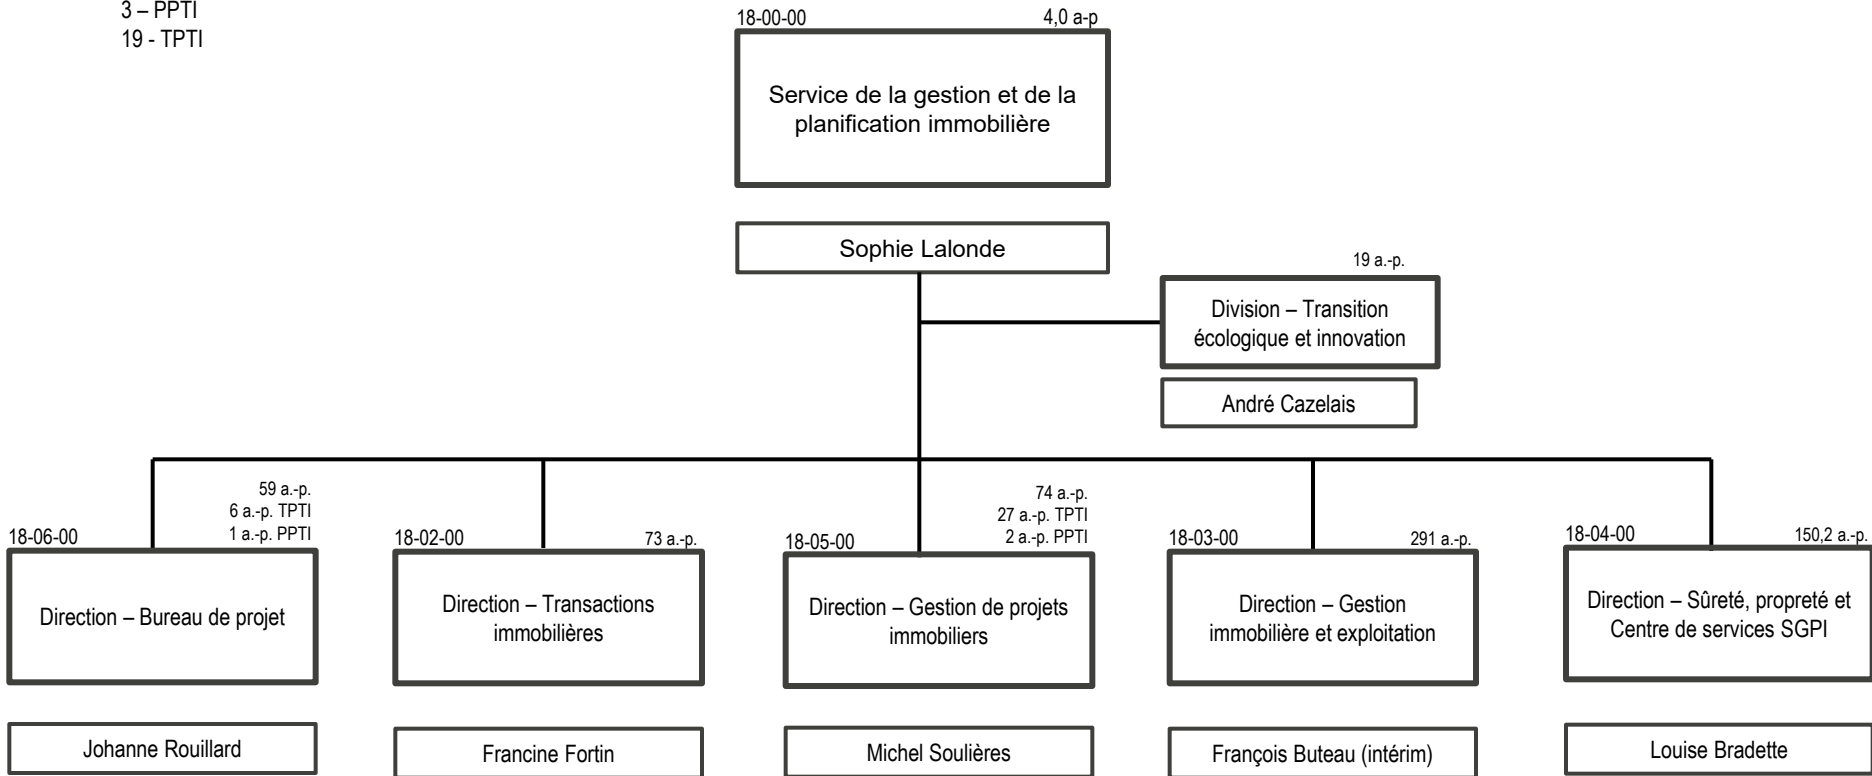 3 – PPTI
19 - TPTI
18-00-00
4,0 a-p
Service de la gestion et de la
planification immobilière
Sophie Lalonde
19 a.-p.
Division – Transition
écologique et innovation
André Cazelais
18-06-00
59 a.-p.
6 a.-p. TPTI
1 a.-p. PPTI
Direction – Bureau de projet
Johanne Rouillard
18-02-00
73 a.-p.
Direction – Transactions
immobilières
Francine Fortin
18-05-00
74 a.-p.
27 a.-p. TPTI
2 a.-p. PPTI
Direction – Gestion de projets
immobiliers
Michel Soulières
18-03-00
291 a.-p.
Direction – Gestion
immobilière et exploitation
François Buteau (intérim)
18-04-00
150,2 a.-p.
Direction – Sûreté, propreté et
Centre de services SGPI
Louise Bradette